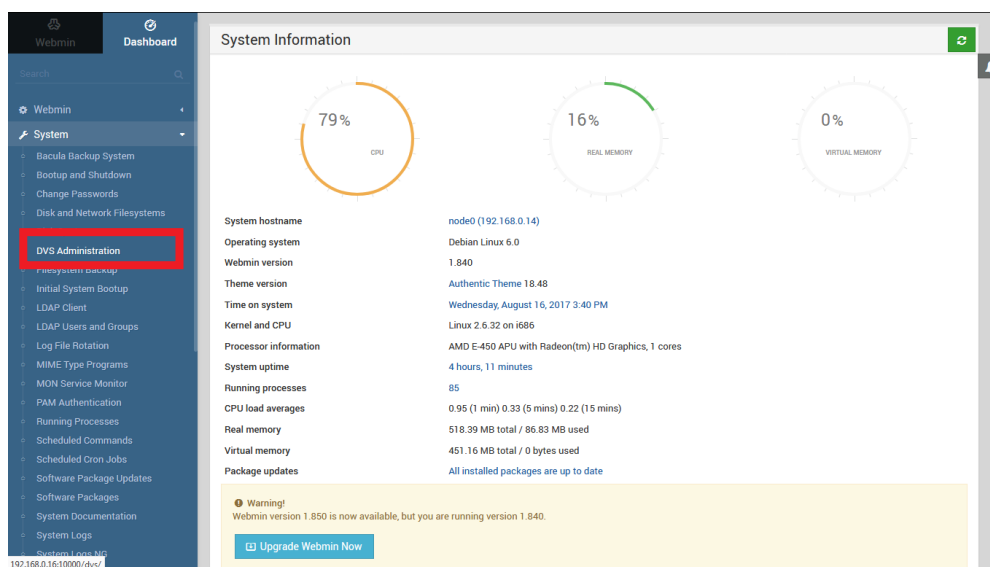 Webmin
Dashboard
Search
Webmin
System
Bacula Backup System
Bootup and Shutdown
Change Passwords
Disk and Network Filesystems
DVS Administration
Filesystem Backup
Initial System Bootup
LDAP Client
LDAP Users and Groups
Log File Rotation
MIME Type Programs
MON Service Monitor
PAM Authentication
Running Processes
Scheduled Commands
Scheduled Cron Jobs
Software Package Updates
Software Packages
System Documentation
System Logs
System Logs NG
192.168.0.16:10000/dvs/
System Information
79%
CPU
16%
REAL MEMORY
0%
VIRTUAL MEMORY
System hostname node0 (192.168.0.14)
Operating system Debian Linux 6.0
Webmin version 1.840
Theme version Authentic Theme 18.48
Time on system Wednesday, August 16, 2017 3:40 PM
Kernel and CPU Linux 2.6.32 on i686
Processor information AMD E-450 APU with Radeon(tm) HD Graphics, 1 cores
System uptime 4 hours, 11 minutes
Running processes 85
CPU load averages 0.95 (1 min) 0.33 (5 mins) 0.22 (15 mins)
Real memory 518.39 MB total / 86.83 MB used
Virtual memory 451.16 MB total / 0 bytes used
Package updates All installed packages are up to date
Warning!
Webmin version 1.850 is now available, but you are running version 1.840.
Upgrade Webmin Now